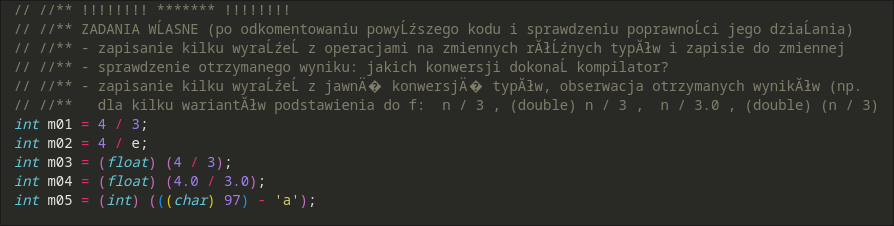 // //** !!!!!!!! ******* !!!!!!!!
// //** ZADANIA WĹASNE (po odkomentowaniu powyĹźszego kodu i sprawdzeniu poprawnoĹci jego dziaĹania)
// //** - zapisanie kilku wyraĹźeĹ z operacjami na zmiennych rĂłĹźnych typĂłw i zapisie do zmiennej
// //** - sprawdzenie otrzymanego wyniku: jakich konwersji dokonaĹ kompilator?
// //** - zapisanie kilku wyraĹźeĹ z jawnÄ� konwersjÄ� typĂłw, obserwacja otrzymanych wynikĂłw (np.
// //**   dla kilku wariantĂłw podstawienia do f:  n / 3 , (double) n / 3 ,  n / 3.0 , (double) (n / 3)
int m01 = 4 / 3;
int m02 = 4 / e;
int m03 = (float) (4 / 3);
int m04 = (float) (4.0 / 3.0);
int m05 = (int) (((char) 97) - 'a');